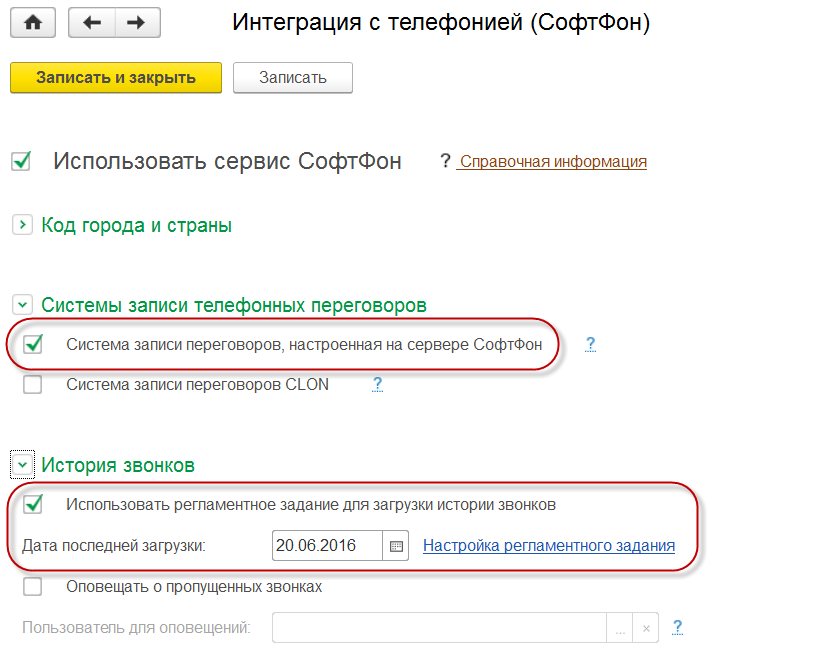 Интеграция с телефонией (СофтФон)
Записать и закрыть Записать
Использовать сервис СофтФон ? Справочная информация
Код города и страны
Системы записи телефонных переговоров
Система записи переговоров, настроенная на сервере СофтФон ?
Система записи переговоров CLON ?
История звонков
Использовать регламентное задание для загрузки истории звонков
Дата последней загрузки: 20.06.2016 Настройка регламентного задания
Оповещать о пропущенных звонках
Пользователь для оповещений: ... × ?